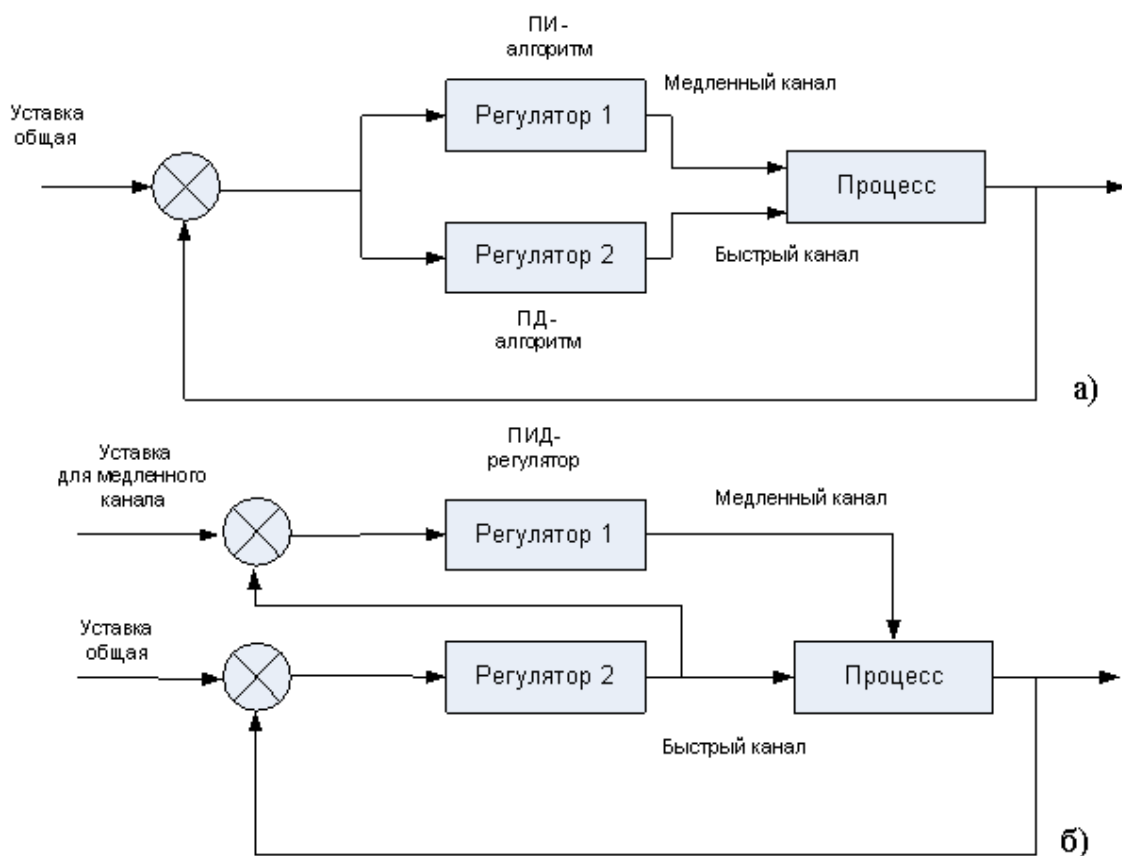 ПИ-
алгоритм
Медленный канал
Уставка
общая
Регулятор 1
Процесс
Регулятор 2
Быстрый канал
ПД-
алгоритм
а)
Уставка
для медленного
канала
ПИД-
регулятор
Медленный канал
Регулятор 1
Уставка
общая
Регулятор 2
Процесс
Быстрый канал
б)